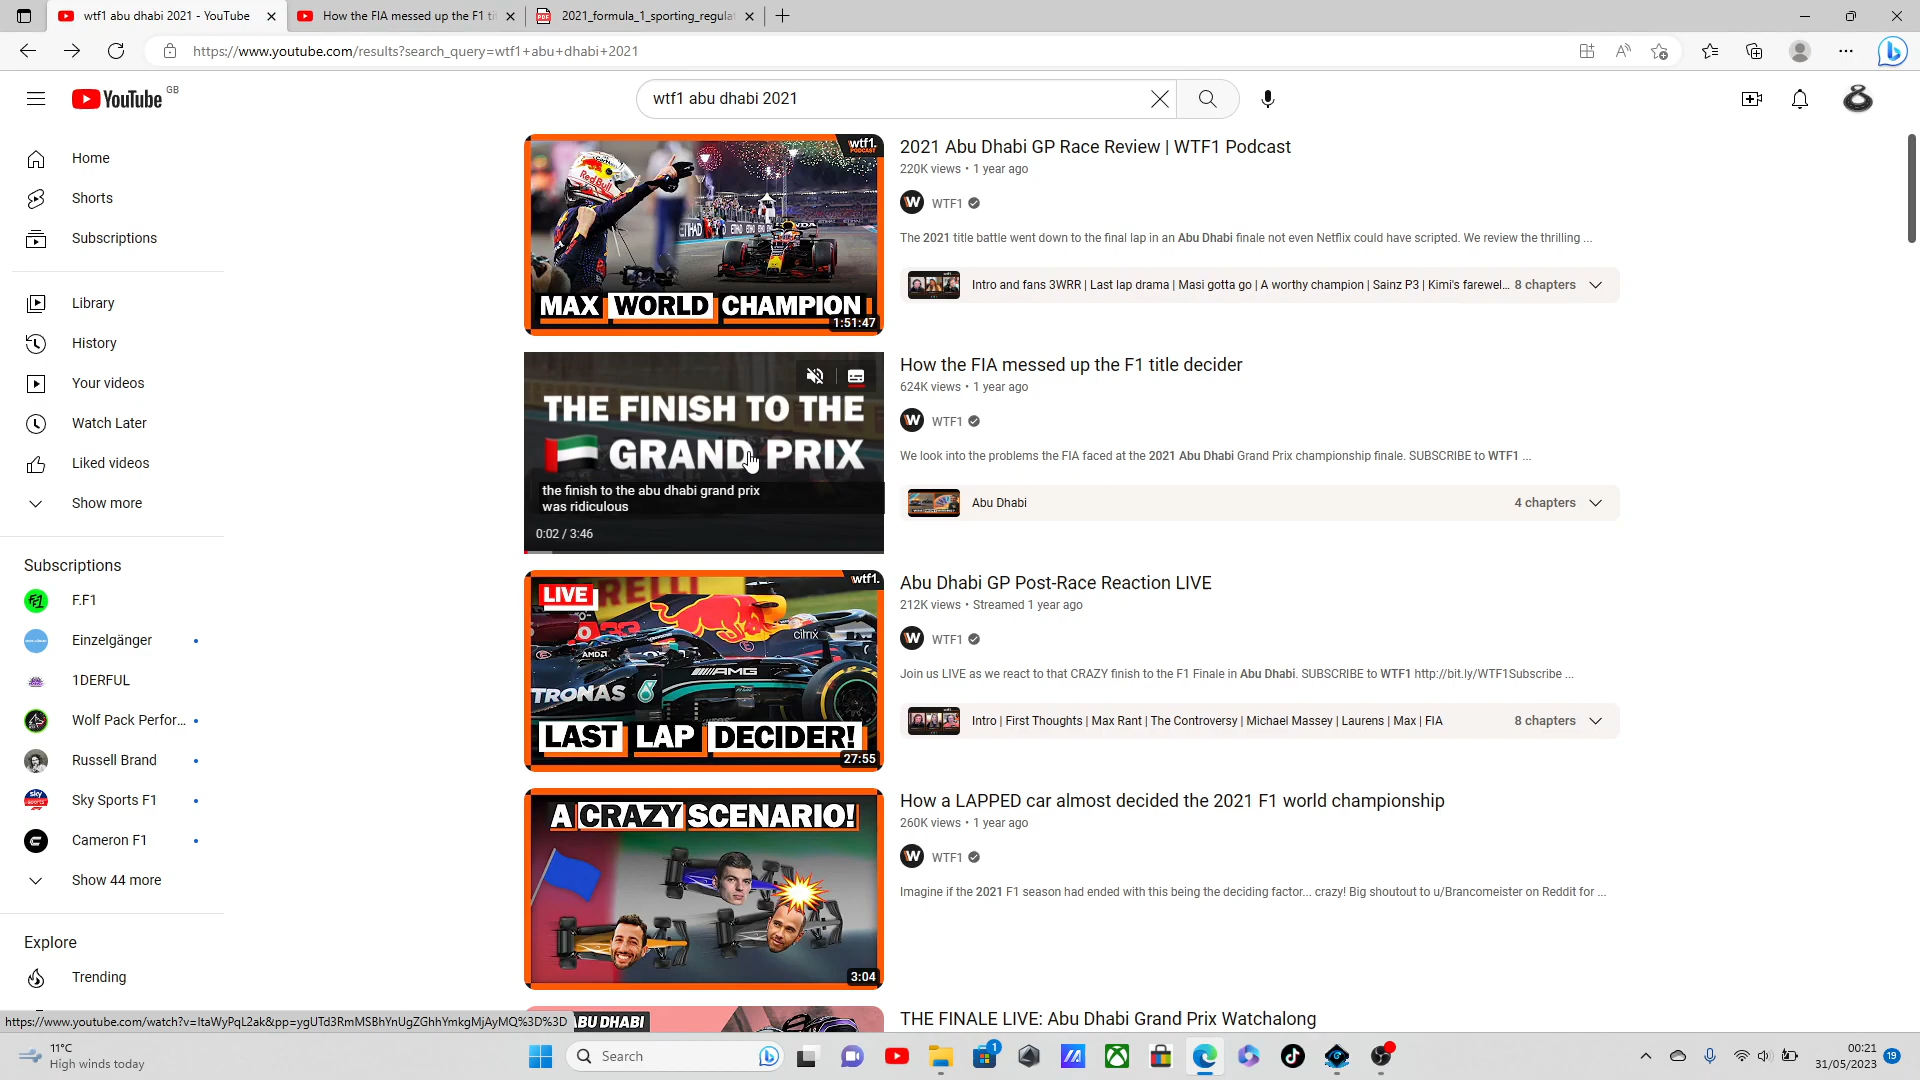 wtf1 abu dhabi 2021 - YouTube
How the FIA messed up the F1 tit
2021_formula_1_sporting_regulat
https://www.youtube.com/results?search_query=wtf1+abu+dhabi+2021
YouTube GB
wtf1 abu dhabi 2021
Home
Shorts
Subscriptions
Library
History
Your videos
Watch Later
Liked videos
Show more
Subscriptions
F.F1
Einzelgänger
1DERFUL
Wolf Pack Perfor...
Russell Brand
Sky Sports F1
Cameron F1
Show 44 more
Explore
Trending
wtf1.
PODCAST
MAX WORLD CHAMPION
1:51:47
2021 Abu Dhabi GP Race Review | WTF1 Podcast
220K views • 1 year ago
WTF1
The 2021 title battle went down to the final lap in an Abu Dhabi finale not even Netflix could have scripted. We review the thrilling ...
Intro and fans 3WRR | Last lap drama | Masi gotta go | A worthy champion | Sainz P3 | Kimi's farewel... 8 chapters
THE FINISH TO THE
GRAND PRIX
the finish to the abu dhabi grand prix
was ridiculous
0:02 / 3:46
How the FIA messed up the F1 title decider
624K views • 1 year ago
WTF1
We look into the problems the FIA faced at the 2021 Abu Dhabi Grand Prix championship finale. SUBSCRIBE to WTF1 ...
Abu Dhabi 4 chapters
LIVE
wtf1.
LAST LAP DECIDER!
27:55
Abu Dhabi GP Post-Race Reaction LIVE
212K views • Streamed 1 year ago
WTF1
Join us LIVE as we react to that CRAZY finish to the F1 Finale in Abu Dhabi. SUBSCRIBE to WTF1 http://bit.ly/WTF1Subscribe ...
Intro | First Thoughts | Max Rant | The Controversy | Michael Massey | Laurens | Max | FIA 8 chapters
A CRAZY SCENARIO!
3:04
How a LAPPED car almost decided the 2021 F1 world championship
260K views • 1 year ago
WTF1
Imagine if the 2021 F1 season had ended with this being the deciding factor... crazy! Big shoutout to u/Brancomeister on Reddit for ...
ABU DHABI
THE FINALE LIVE: Abu Dhabi Grand Prix Watchalong
https://www.youtube.com/watch?v=ItaWyPqL2ak&pp=ygUTd3RmMSBhYnUgZGhhYmkgMjAyMQ%3D%3D
11°C
High winds today
Search
00:21
31/05/2023
19